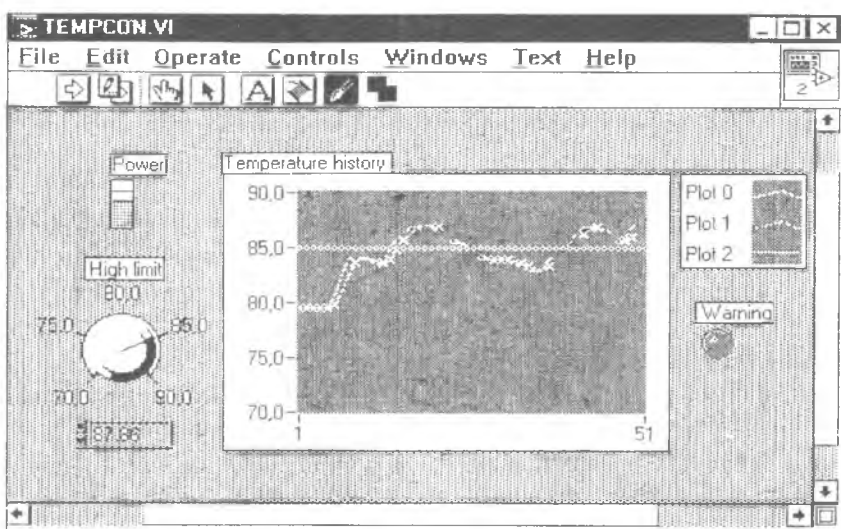 TEMPCON.VI
File Edit Operate Controls Windows Text Help
A
2
Power
Temperature history
90,0
85,0
80,0
75,0
70,0
1 51
Plot 0
Plot 1
Plot 2
Warning
High limit
80,0
75,0 85,0
70,0 90,0
87,86